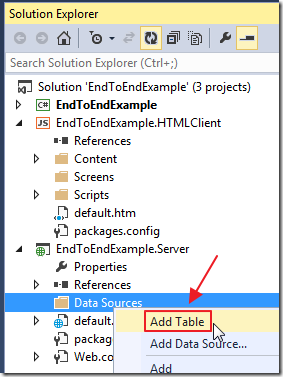 Solution Explorer
Search Solution Explorer (Ctrl+;)
Solution 'EndToEndExample' (3 projects)
C# EndToEndExample
JS EndToEndExample.HTMLClient
References
Content
Screens
Scripts
default.htm
packages.config
EndToEndExample.Server
Properties
References
Data Sources
default.
Add Table
packag
Add Data Source...
Web.co
Add